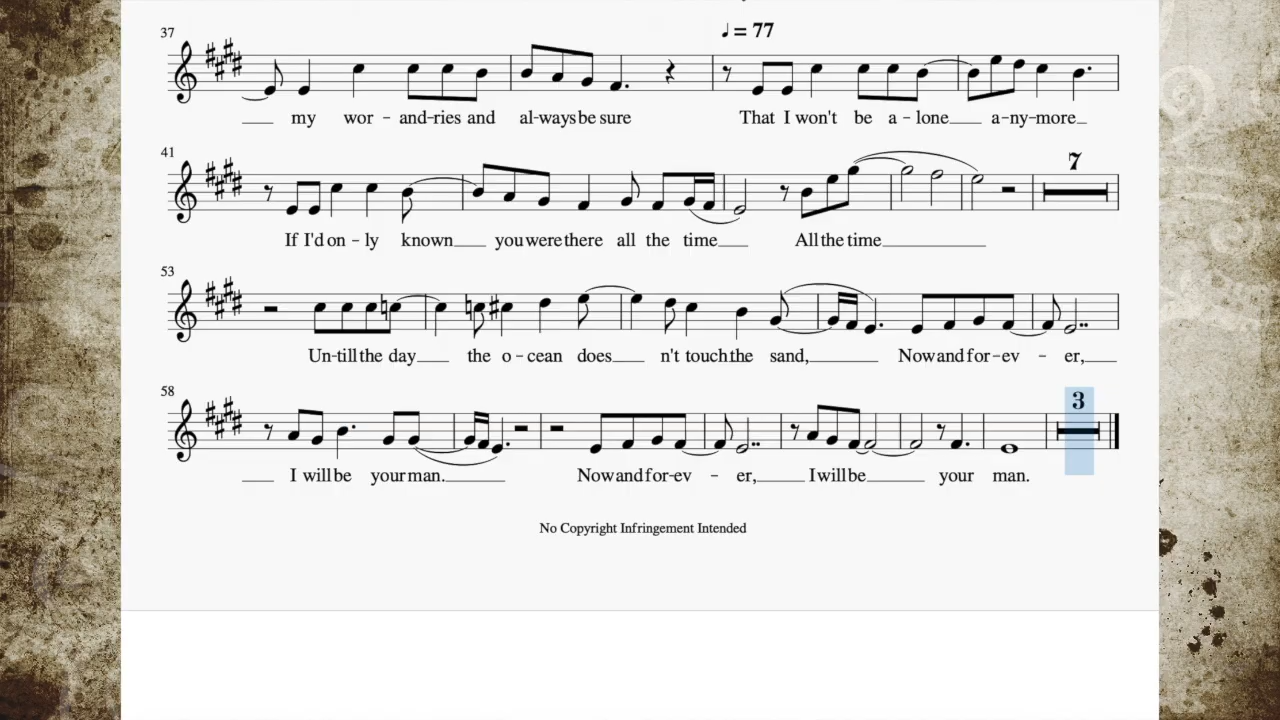 ♩ = 77
37
my wor - and-ries and al-ways be sure That I won't be a - lone a-ny-more
41
7
If I'd on - ly known you were there all the time All the time
53
Un-till the day the o - cean does n't touch the sand, Now and for-ev - er,
58
3
I will be your man. Now and for-ev - er, I will be your man.
No Copyright Infringement Intended